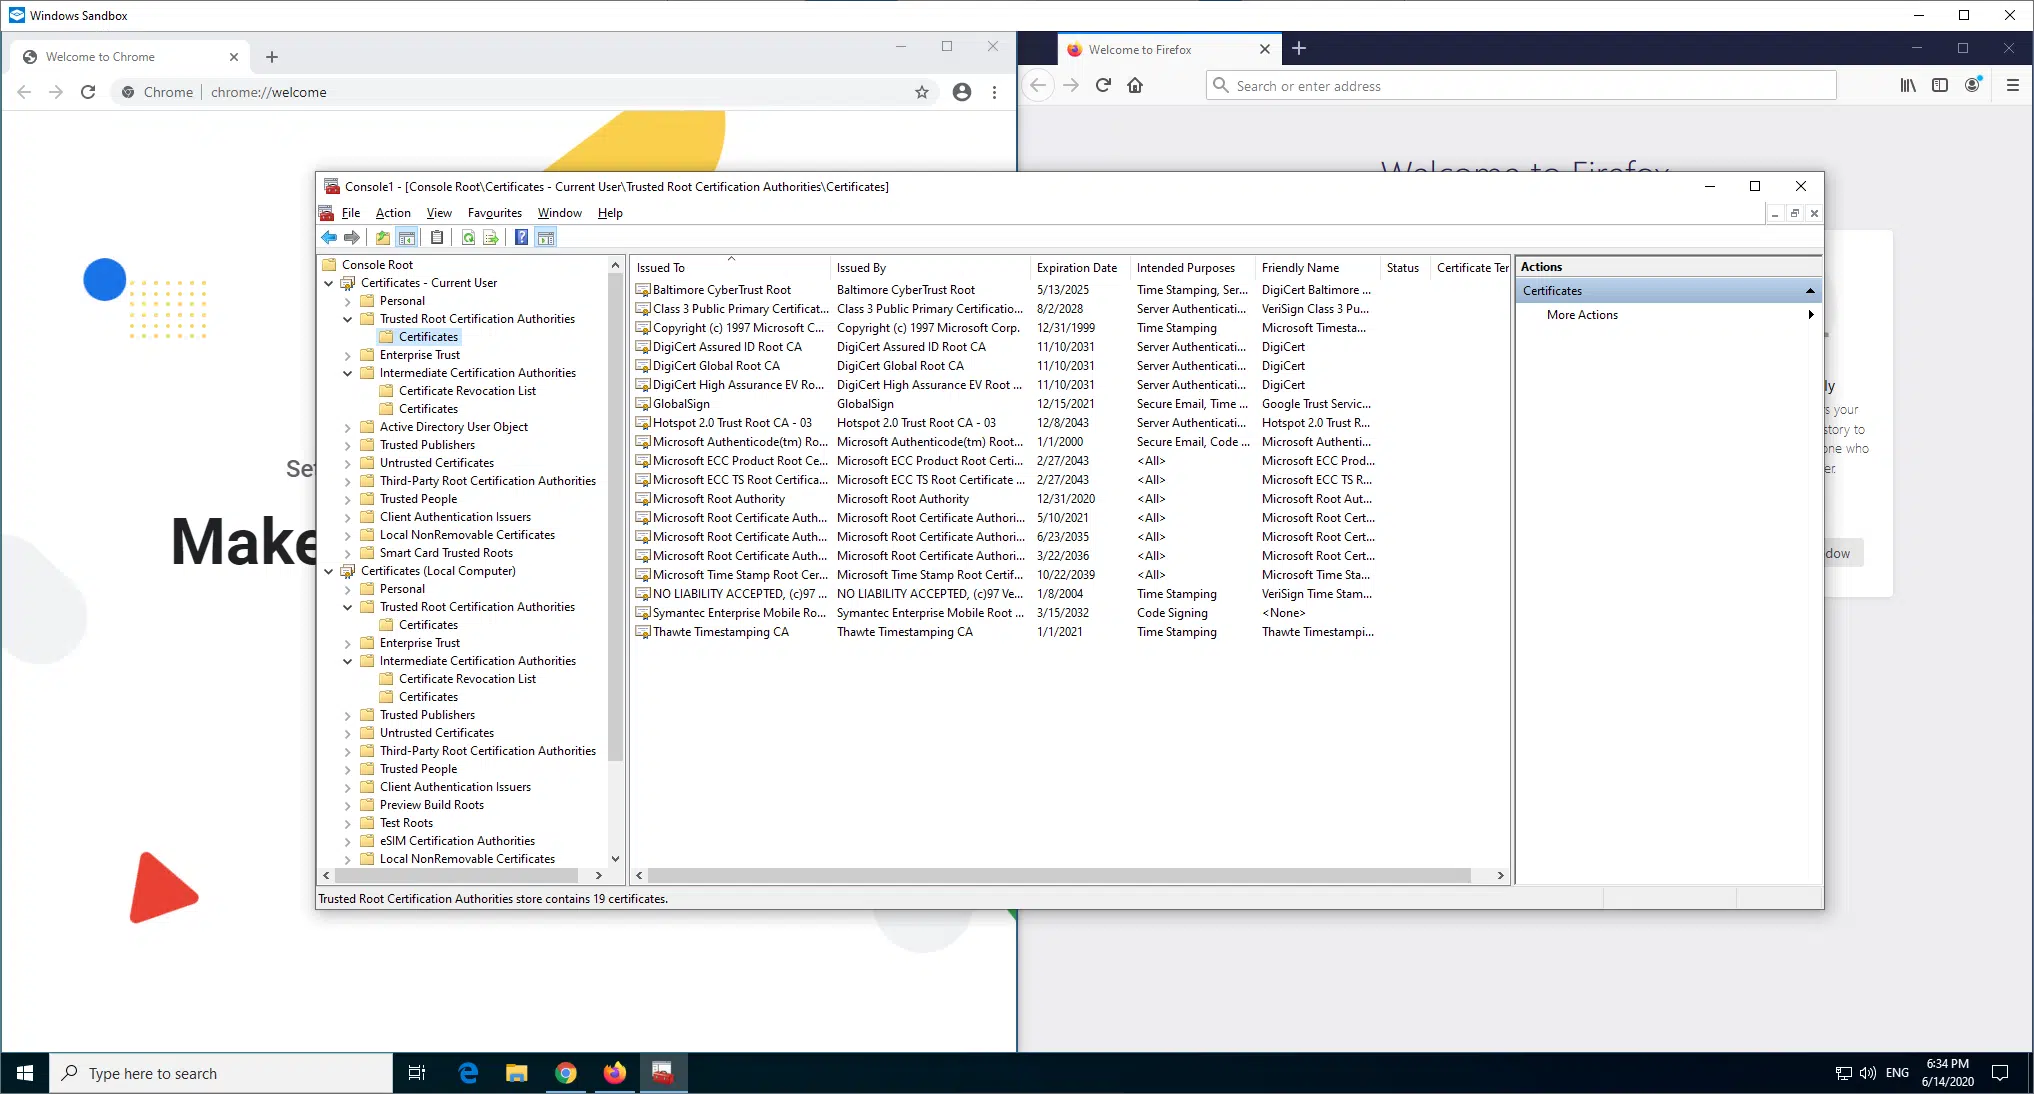 Windows Sandbox
Welcome to Chrome
Welcome to Firefox
Chrome chrome://welcome
Search or enter address
Welcome to Firefox
Console1 - [Console Root\Certificates - Current User\Trusted Root Certification Authorities\Certificates]
File Action View Favourites Window Help
Console Root
Certificates - Current User
Personal
Trusted Root Certification Authorities
Certificates
Enterprise Trust
Intermediate Certification Authorities
Certificate Revocation List
Certificates
Active Directory User Object
Trusted Publishers
Untrusted Certificates
Third-Party Root Certification Authorities
Trusted People
Client Authentication Issuers
Local NonRemovable Certificates
Smart Card Trusted Roots
Certificates (Local Computer)
Personal
Trusted Root Certification Authorities
Certificates
Enterprise Trust
Intermediate Certification Authorities
Certificate Revocation List
Certificates
Trusted Publishers
Untrusted Certificates
Third-Party Root Certification Authorities
Trusted People
Client Authentication Issuers
Preview Build Roots
Test Roots
eSIM Certification Authorities
Local NonRemovable Certificates
Issued To Issued By Expiration Date Intended Purposes Friendly Name Status Certificate Ter
Baltimore CyberTrust Root Baltimore CyberTrust Root 5/13/2025 Time Stamping, Ser... DigiCert Baltimore ...
Class 3 Public Primary Certificat... Class 3 Public Primary Certificatio... 8/2/2028 Server Authenticati... VeriSign Class 3 Pu...
Copyright (c) 1997 Microsoft C... Copyright (c) 1997 Microsoft Corp. 12/31/1999 Time Stamping Microsoft Timesta...
DigiCert Assured ID Root CA DigiCert Assured ID Root CA 11/10/2031 Server Authenticati... DigiCert
DigiCert Global Root CA DigiCert Global Root CA 11/10/2031 Server Authenticati... DigiCert
DigiCert High Assurance EV Ro... DigiCert High Assurance EV Root ... 11/10/2031 Server Authenticati... DigiCert
GlobalSign GlobalSign 12/15/2021 Secure Email, Time ... Google Trust Servic...
Hotspot 2.0 Trust Root CA - 03 Hotspot 2.0 Trust Root CA - 03 12/8/2043 Server Authenticati... Hotspot 2.0 Trust R...
Microsoft Authenticode(tm) Ro... Microsoft Authenticode(tm) Root... 1/1/2000 Secure Email, Code ... Microsoft Authenti...
Microsoft ECC Product Root Ce... Microsoft ECC Product Root Certi... 2/27/2043 <All> Microsoft ECC Prod...
Microsoft ECC TS Root Certifica... Microsoft ECC TS Root Certificate ... 2/27/2043 <All> Microsoft ECC TS R...
Microsoft Root Authority Microsoft Root Authority 12/31/2020 <All> Microsoft Root Aut...
Microsoft Root Certificate Auth... Microsoft Root Certificate Authori... 5/10/2021 <All> Microsoft Root Cert...
Microsoft Root Certificate Auth... Microsoft Root Certificate Authori... 6/23/2035 <All> Microsoft Root Cert...
Microsoft Root Certificate Auth... Microsoft Root Certificate Authori... 3/22/2036 <All> Microsoft Root Cert...
Microsoft Time Stamp Root Cer... Microsoft Time Stamp Root Certif... 10/22/2039 <All> Microsoft Time Sta...
NO LIABILITY ACCEPTED, (c)97 ... NO LIABILITY ACCEPTED, (c)97 Ve... 1/8/2004 Time Stamping VeriSign Time Stam...
Symantec Enterprise Mobile Ro... Symantec Enterprise Mobile Root ... 3/15/2032 Code Signing <None>
Thawte Timestamping CA Thawte Timestamping CA 1/1/2021 Time Stamping Thawte Timestampi...
Actions
Certificates
More Actions
Trusted Root Certification Authorities store contains 19 certificates.
Make
ly
s your
story to
one who
er.
dow
Type here to search
ENG
6:34 PM
6/14/2020